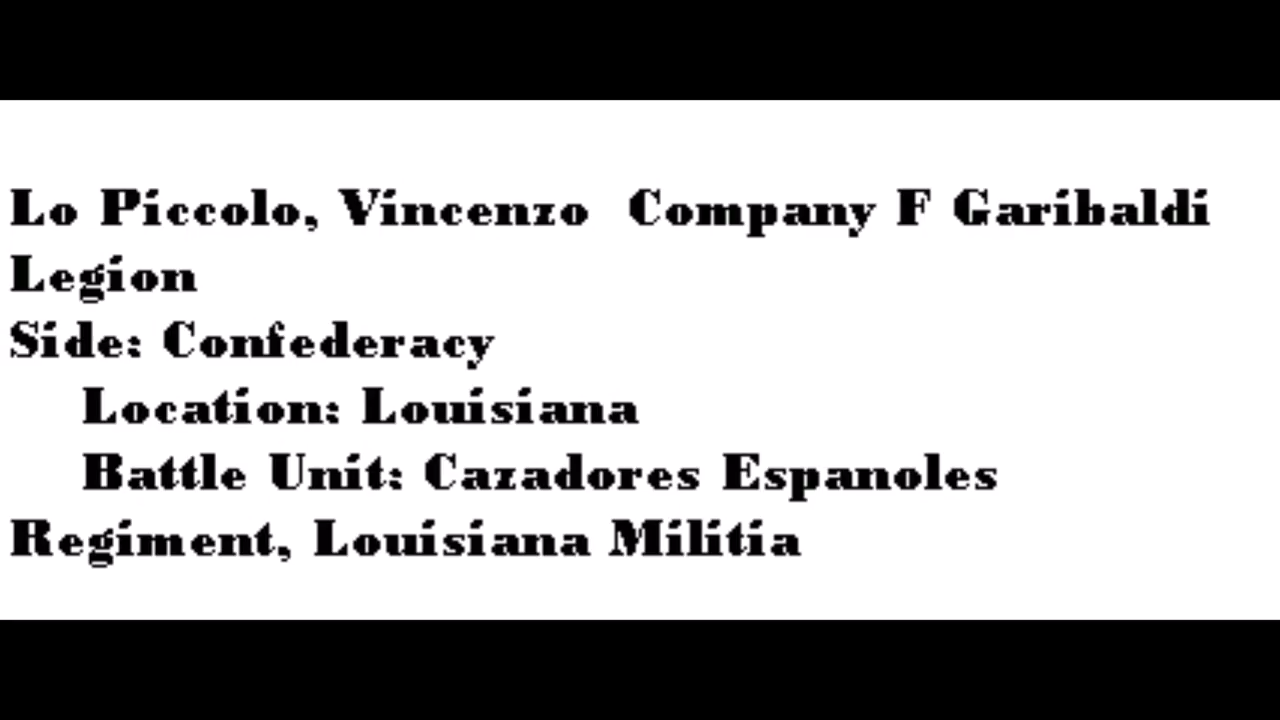 Lo Piccolo, Vincenzo Company F Garibaldi
Legion
Side: Confederacy
Location: Louisiana
Battle Unit: Cazadores Espanoles
Regiment, Louisiana Militia